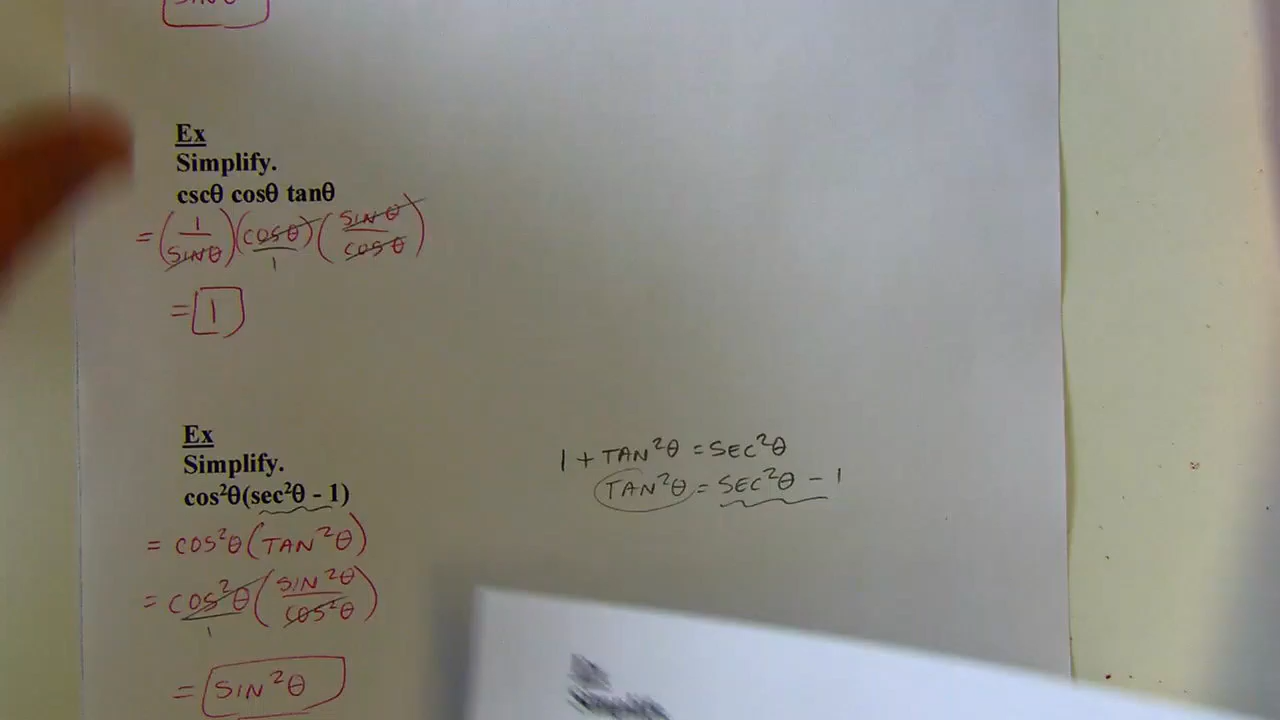 SIN θ
Ex
Simplify.
cscθ cosθ tanθ
= (1/SINθ)(COSθ/1)(SINθ/COSθ)
= 1
Ex
Simplify.
cos²θ(sec²θ - 1)
1 + TAN²θ = SEC²θ
TAN²θ = SEC²θ - 1
= COS²θ(TAN²θ)
= COS²θ/1 (SIN²θ/COS²θ)
= SIN²θ